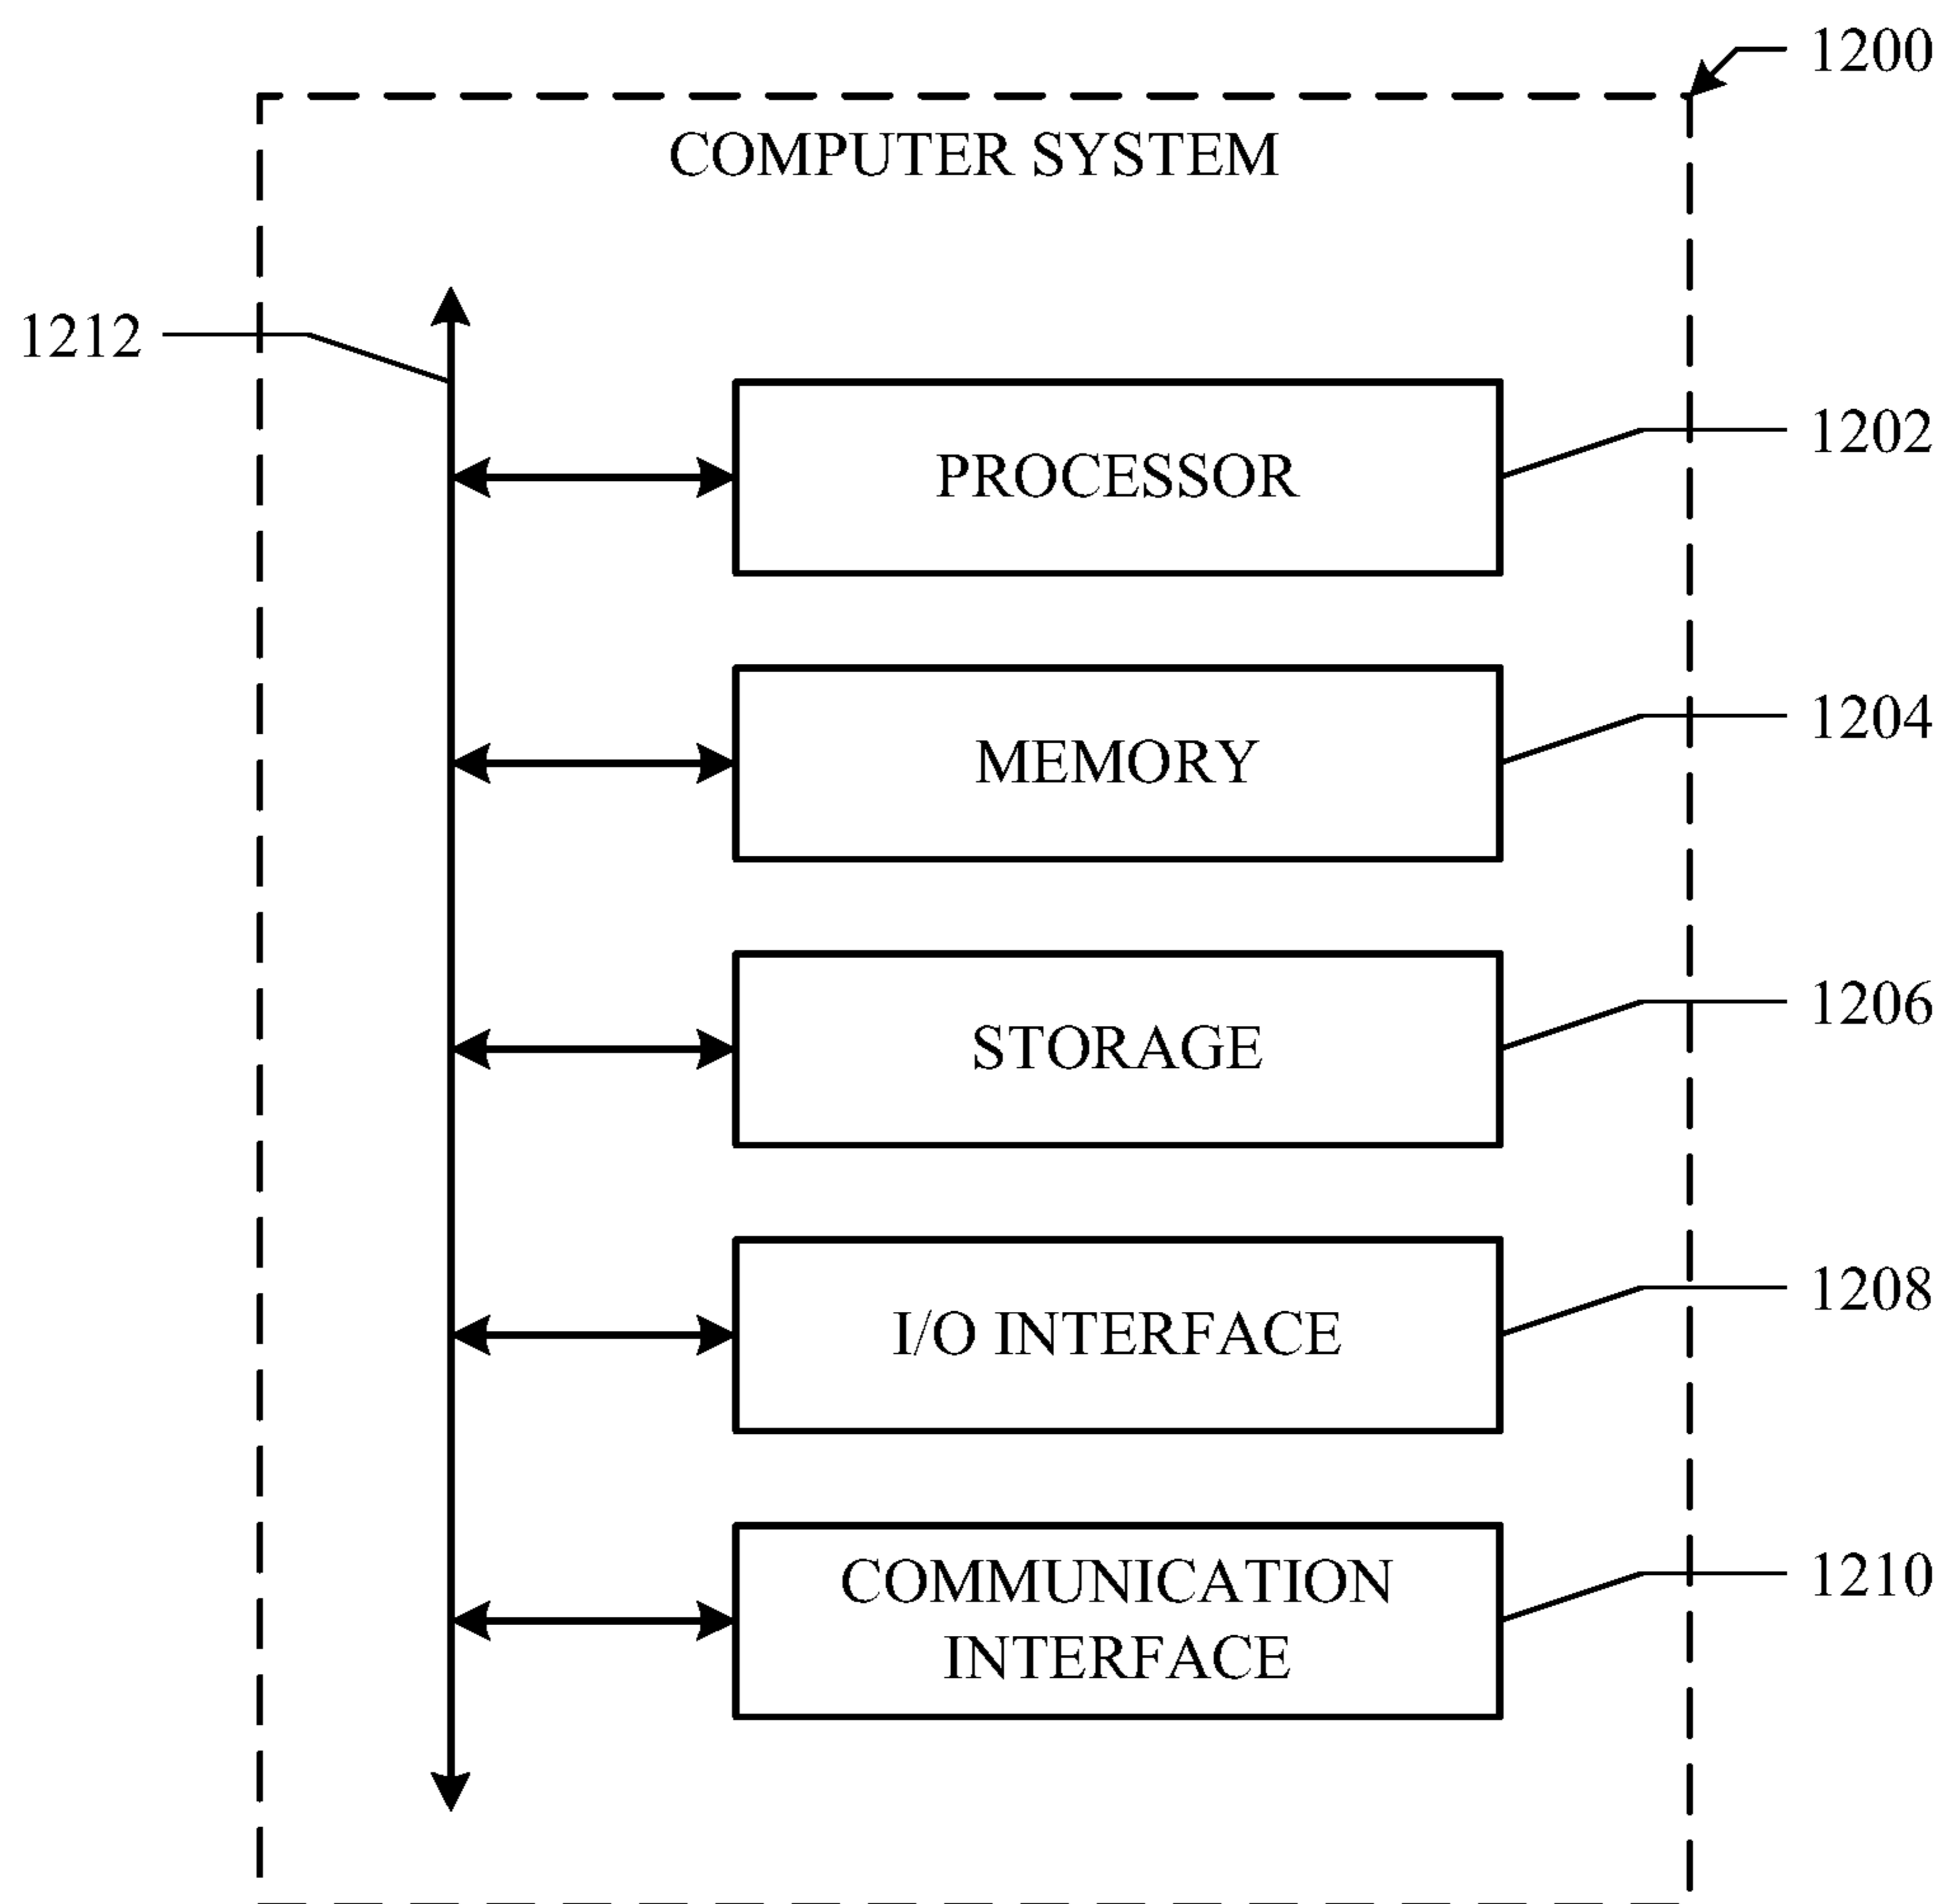 1200
COMPUTER SYSTEM
1212
1202
PROCESSOR
1204
MEMORY
1206
STORAGE
1208
I/O INTERFACE
1210
COMMUNICATION
INTERFACE